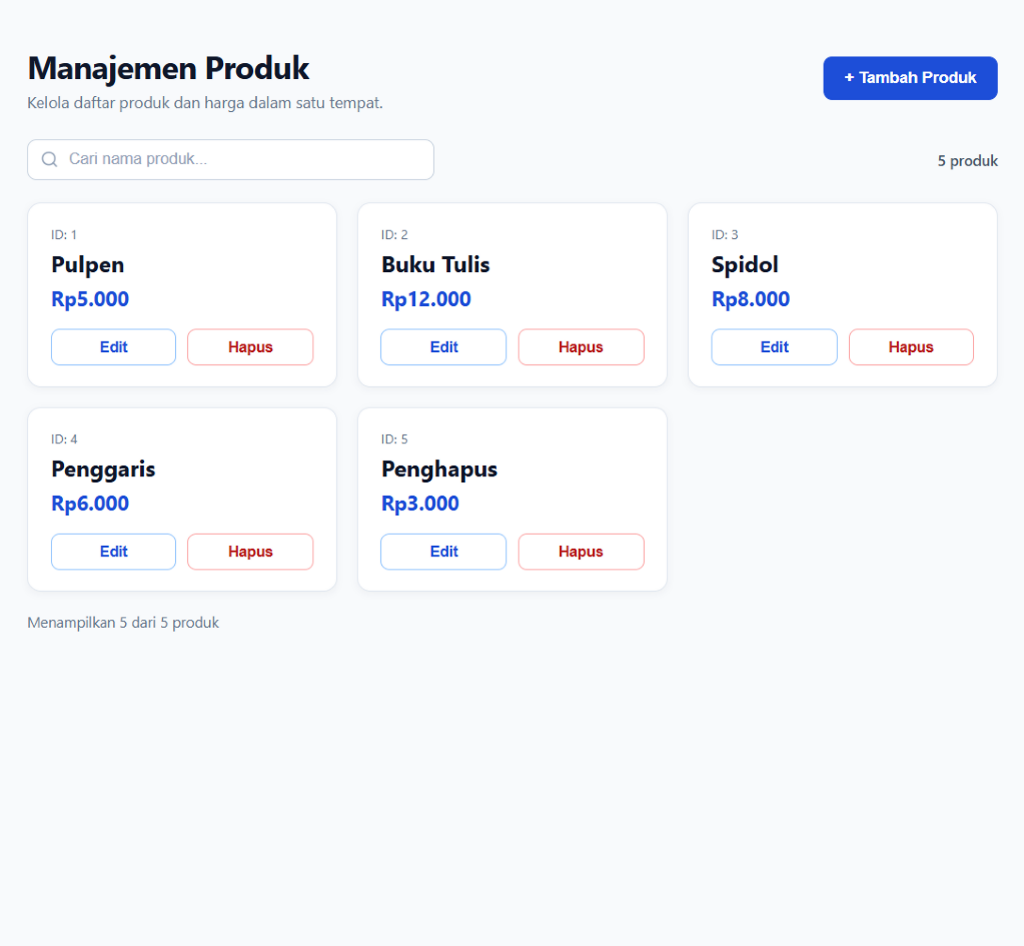 Manajemen Produk
Kelola daftar produk dan harga dalam satu tempat.
+ Tambah Produk
Cari nama produk...
5 produk
ID: 1
Pulpen
Rp5.000
Edit
Hapus
ID: 2
Buku Tulis
Rp12.000
Edit
Hapus
ID: 3
Spidol
Rp8.000
Edit
Hapus
ID: 4
Penggaris
Rp6.000
Edit
Hapus
ID: 5
Penghapus
Rp3.000
Edit
Hapus
Menampilkan 5 dari 5 produk